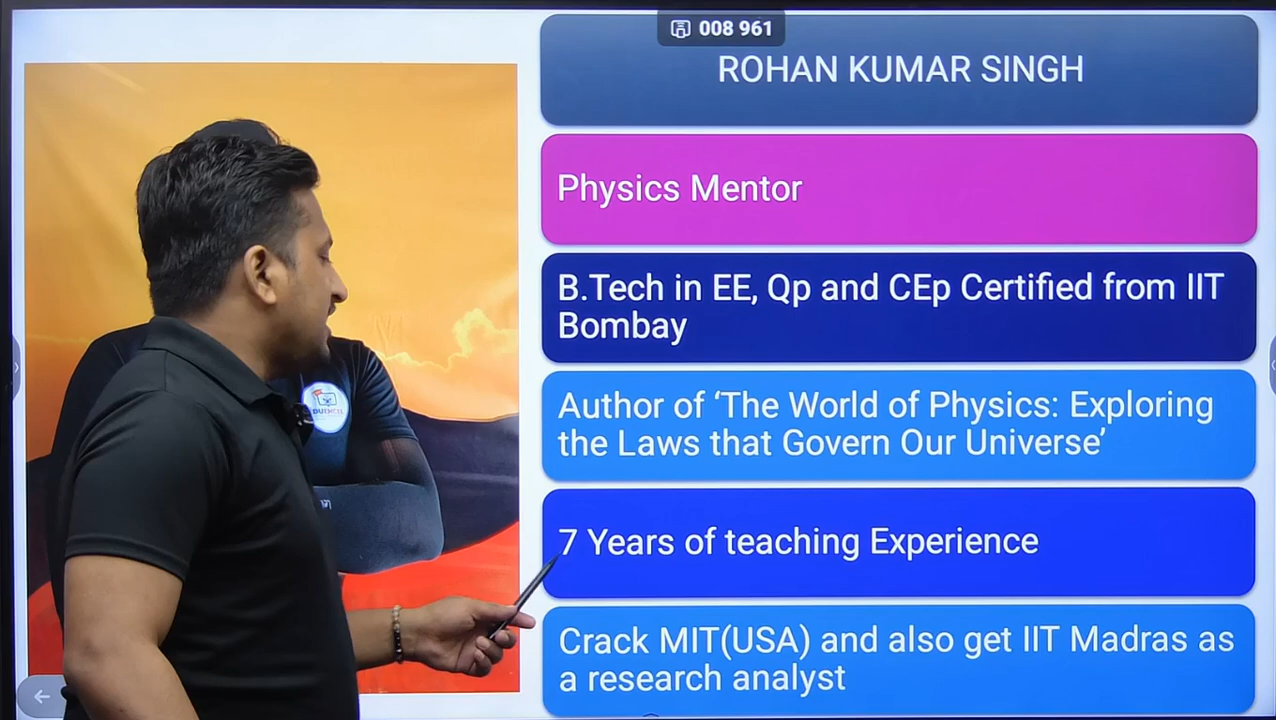 008 961
ROHAN KUMAR SINGH
Physics Mentor
B.Tech in EE, Qp and CEp Certified from IIT
Bombay
Author of ‘The World of Physics: Exploring
the Laws that Govern Our Universe’
7 Years of teaching Experience
Crack MIT(USA) and also get IIT Madras as
a research analyst